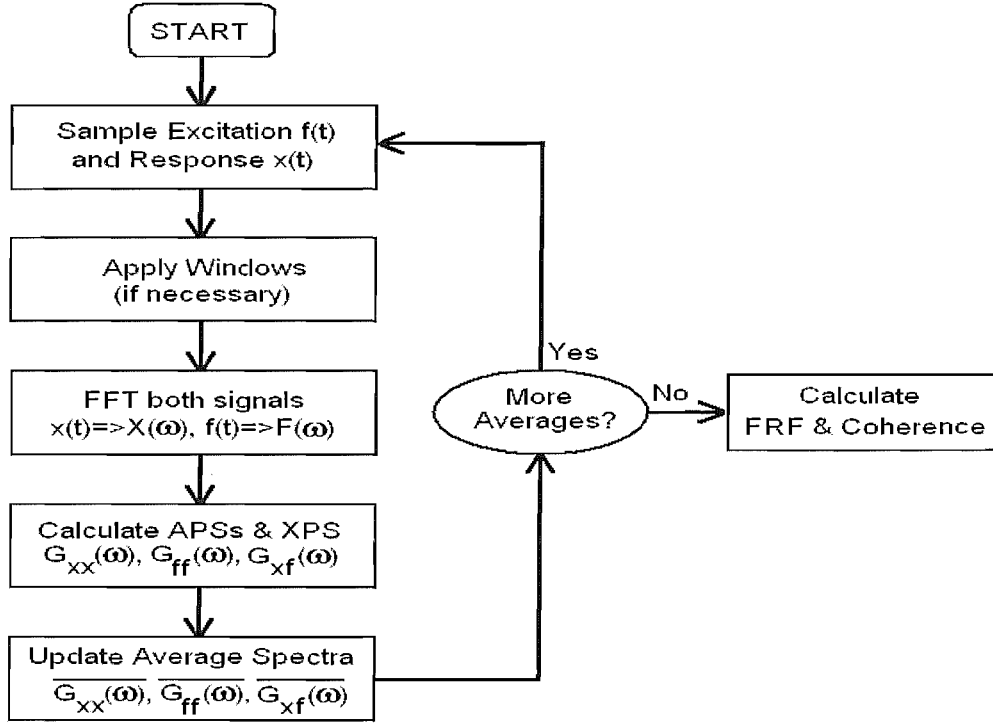 START
Sample Excitation f(t)
and Response x(t)
Apply Windows
(if necessary)
FFT both signals
x(t)=>X(ω), f(t)=>F(ω)
Calculate APSs & XPS
Gxx(ω), Gff(ω), Gxf(ω)
Update Average Spectra
Gxx(ω), Gff(ω), Gxf(ω)
Yes
More
Averages?
No
Calculate
FRF & Coherence